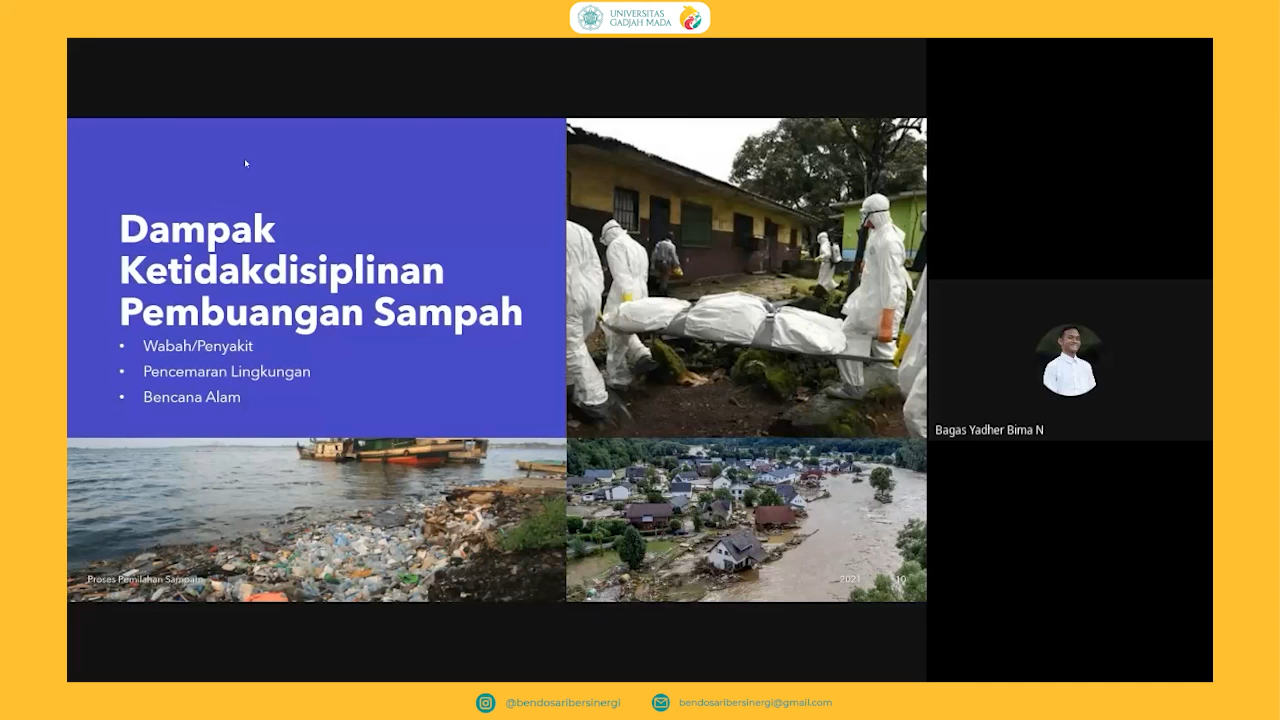 UNIVERSITAS
GADJAH MADA
Dampak
Ketidakdisiplinan
Pembuangan Sampah
• Wabah/Penyakit
• Pencemaran Lingkungan
• Bencana Alam
Proses Pemilahan Sampah
2021
10
Bagas Yadher Bima N
@bendosaribersinergi
bendosaribersinergi@gmail.com